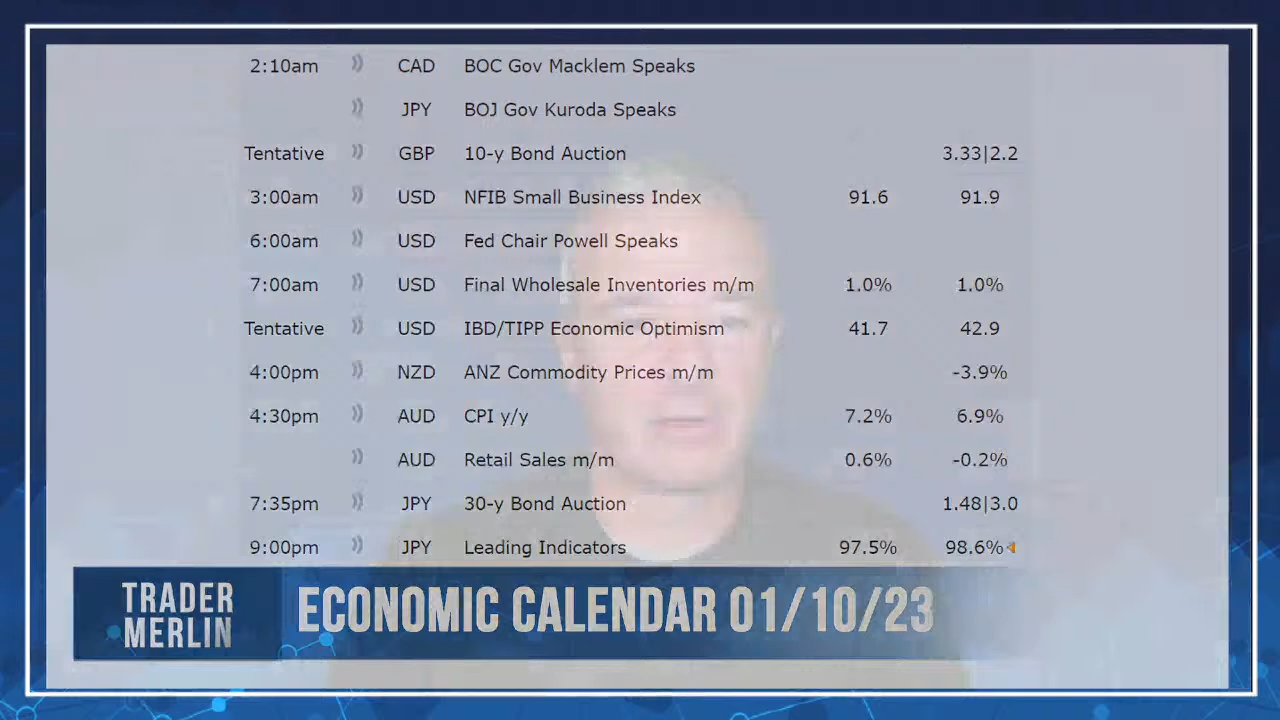 2:10am CAD BOC Gov Macklem Speaks
JPY BOJ Gov Kuroda Speaks
Tentative GBP 10-y Bond Auction 3.33|2.2
3:00am USD NFIB Small Business Index 91.6 91.9
6:00am USD Fed Chair Powell Speaks
7:00am USD Final Wholesale Inventories m/m 1.0% 1.0%
Tentative USD IBD/TIPP Economic Optimism 41.7 42.9
4:00pm NZD ANZ Commodity Prices m/m -3.9%
4:30pm AUD CPI y/y 7.2% 6.9%
AUD Retail Sales m/m 0.6% -0.2%
7:35pm JPY 30-y Bond Auction 1.48|3.0
9:00pm JPY Leading Indicators 97.5% 98.6%
TRADER
MERLIN
ECONOMIC CALENDAR 01/10/23